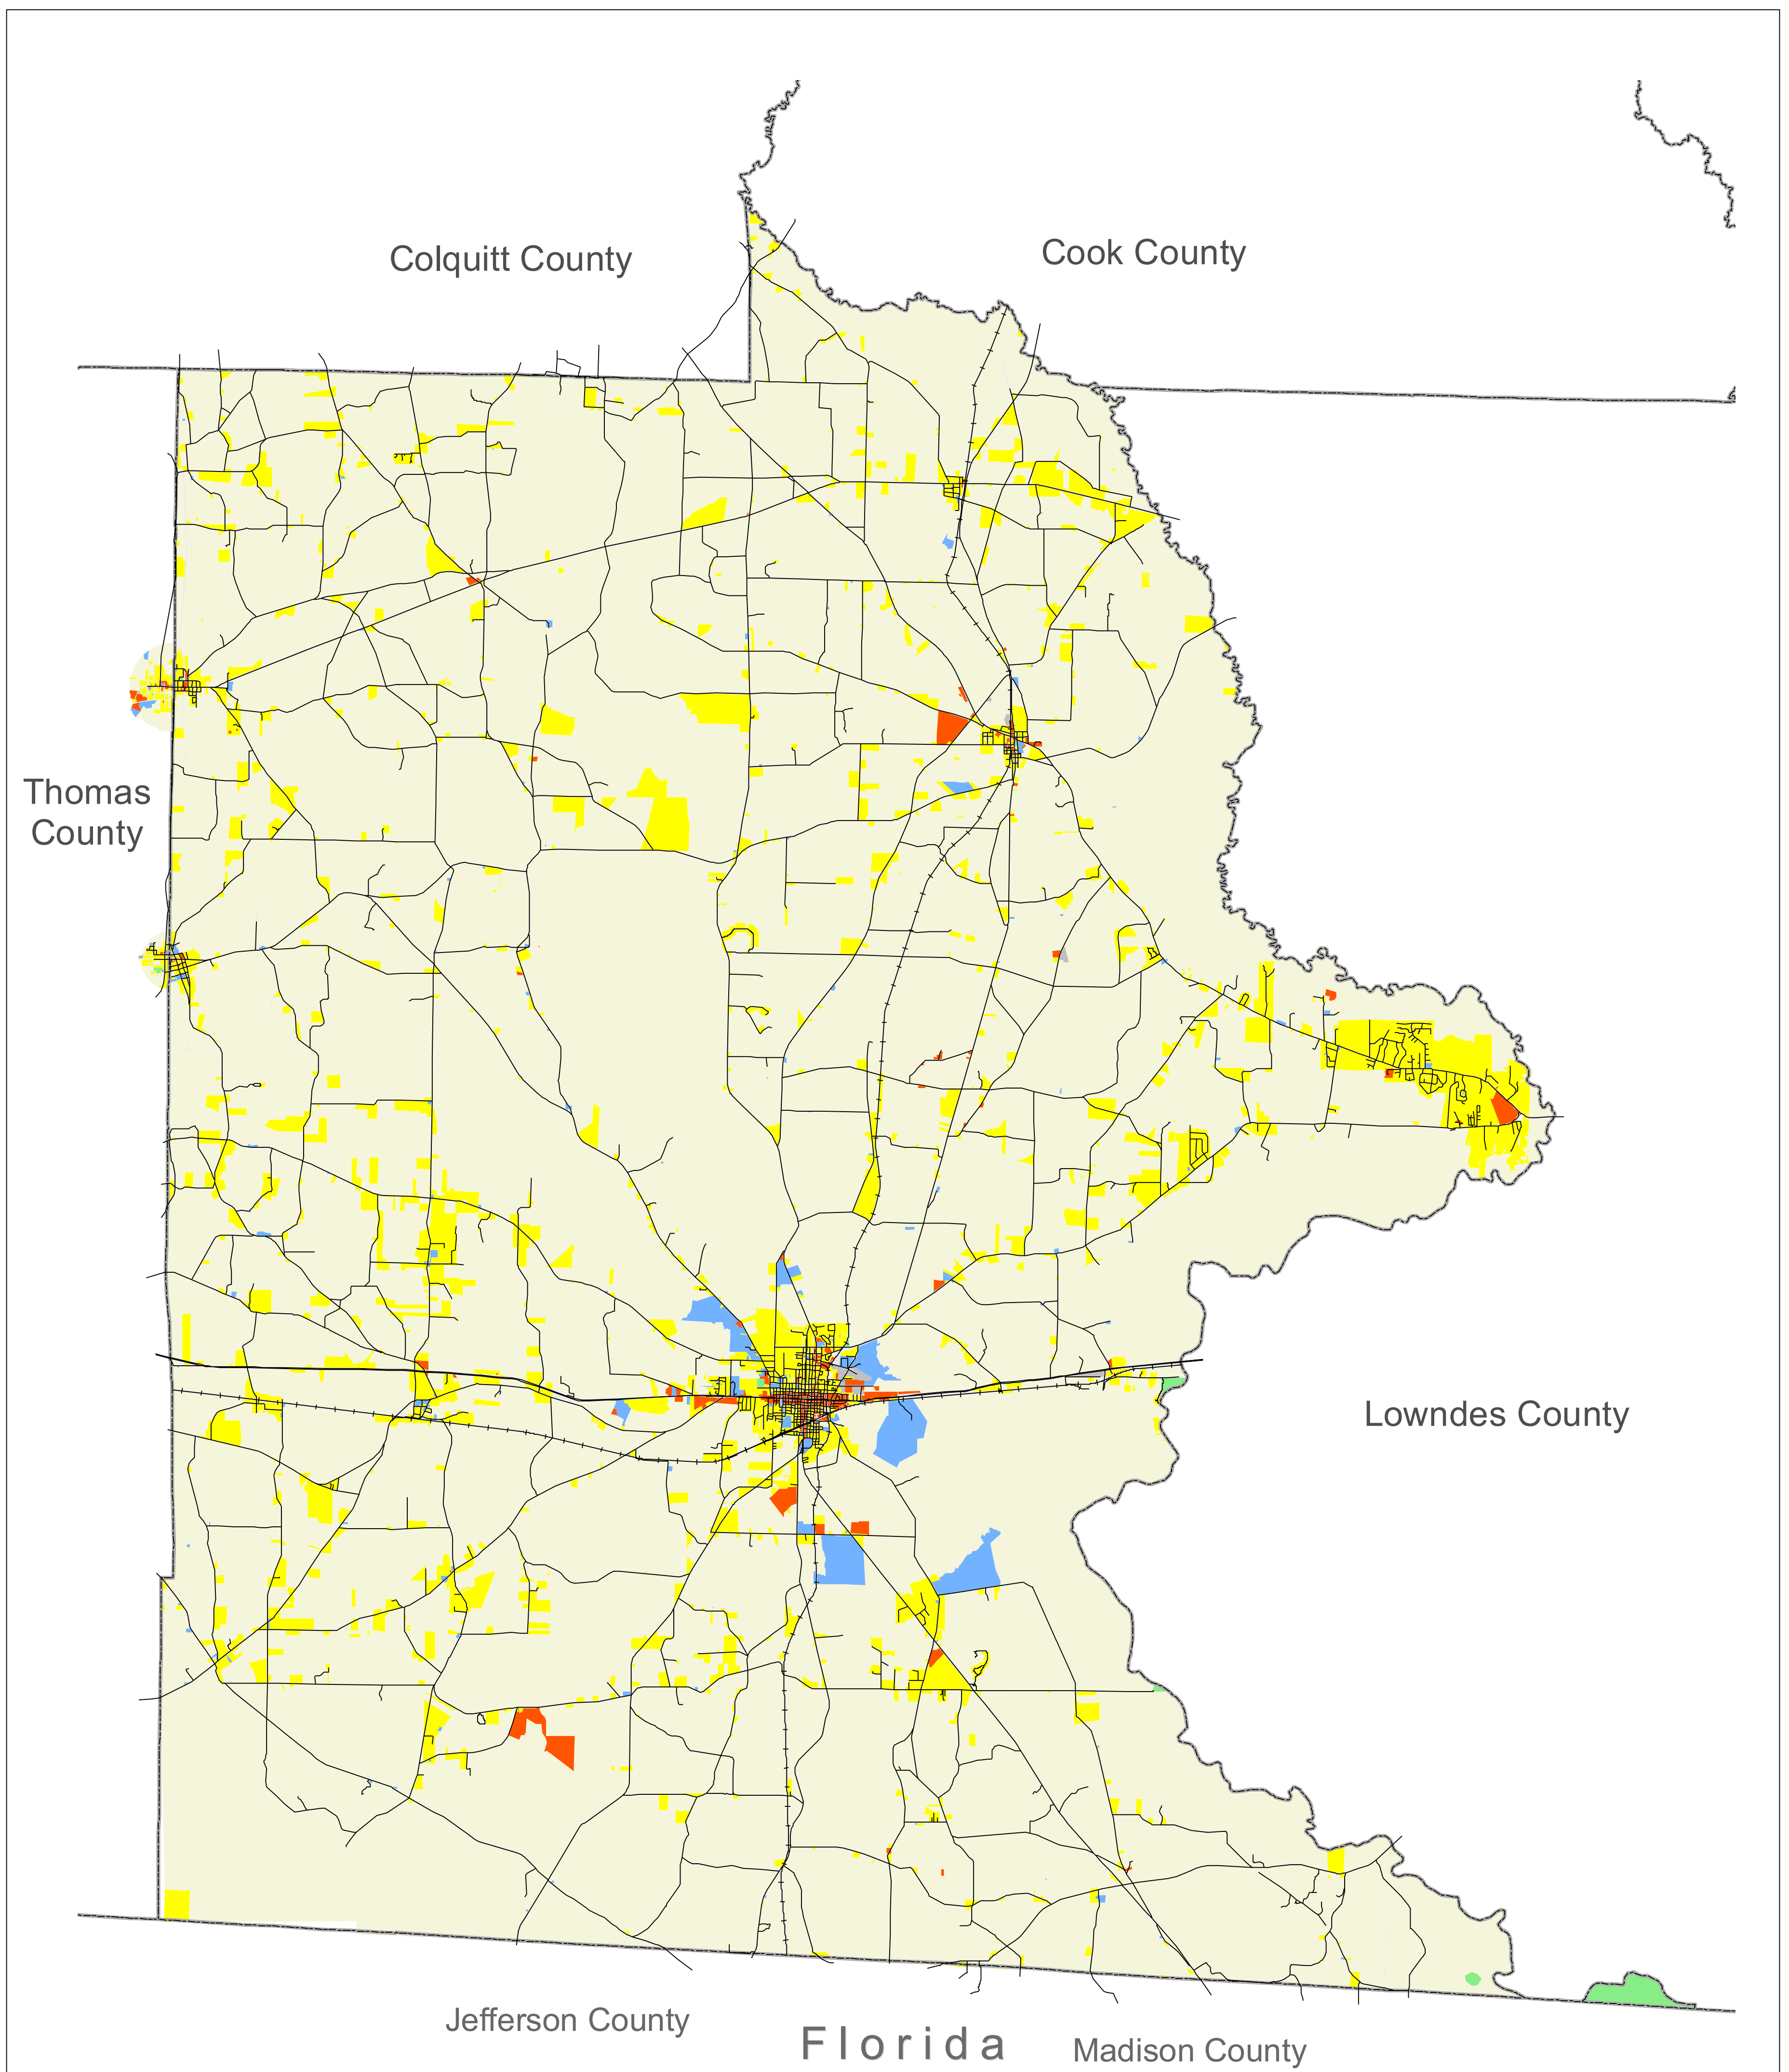 Colquitt County
Cook County
Thomas
County
Lowndes County
Jefferson County
Florida
Madison County